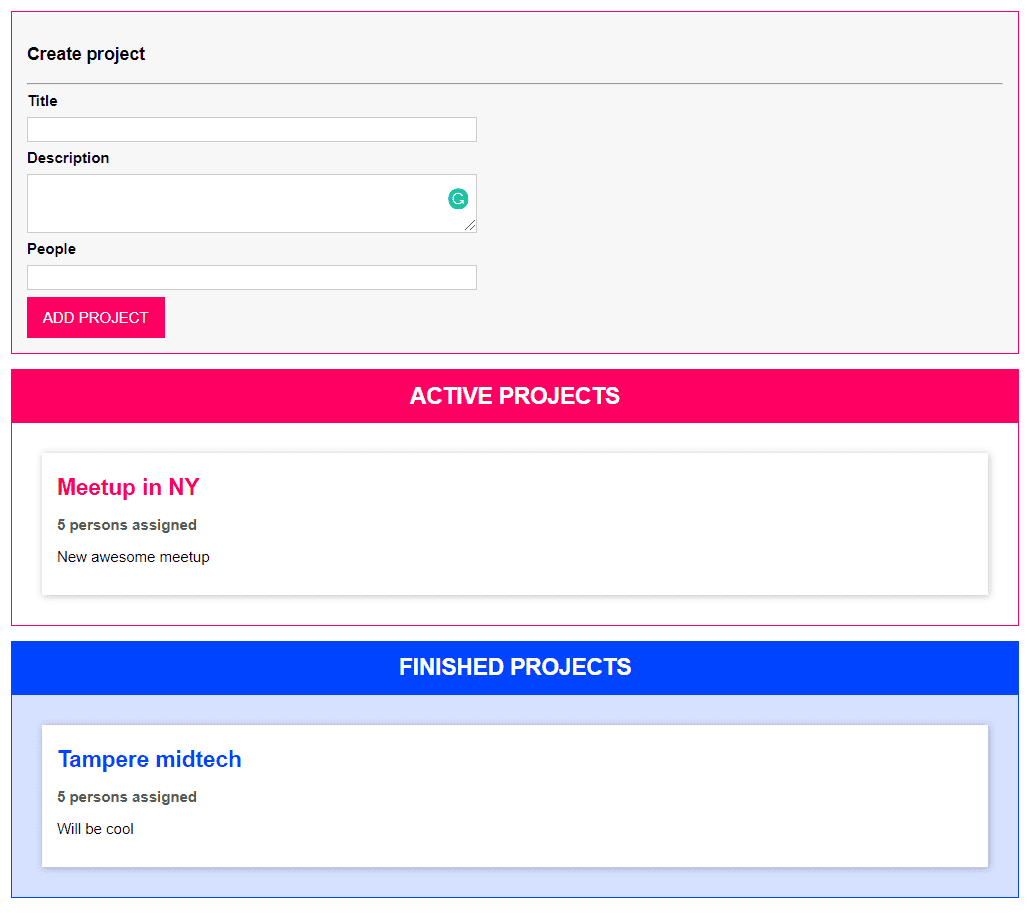 Create project
Title
Description
People
ADD PROJECT
ACTIVE PROJECTS
Meetup in NY
5 persons assigned
New awesome meetup
FINISHED PROJECTS
Tampere midtech
5 persons assigned
Will be cool